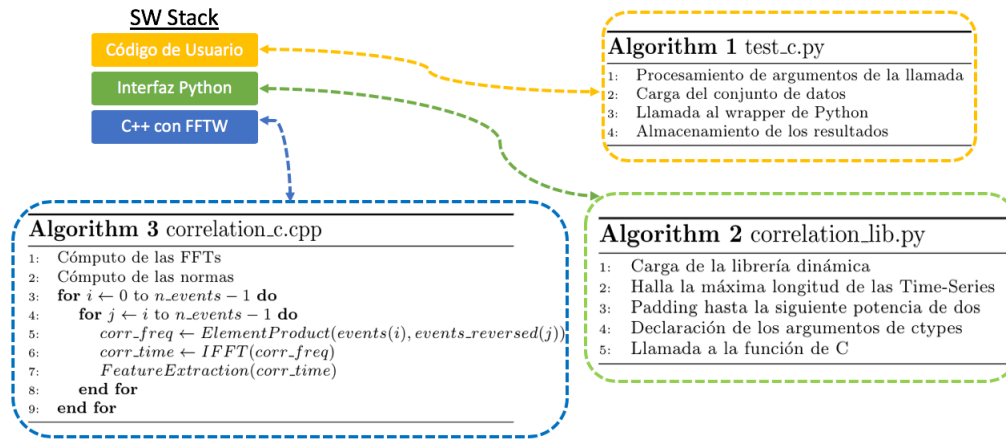 SW Stack
Código de Usuario
Interfaz Python
C++ con FFTW
Algorithm 1 test_c.py
1: Procesamiento de argumentos de la llamada
2: Carga del conjunto de datos
3: Llamada al wrapper de Python
4: Almacenamiento de los resultados
Algorithm 2 correlation_lib.py
1: Carga de la librería dinámica
2: Halla la máxima longitud de las Time-Series
3: Padding hasta la siguiente potencia de dos
4: Declaración de los argumentos de ctypes
5: Llamada a la función de C
Algorithm 3 correlation_c.cpp
1: Cómputo de las FFTs
2: Cómputo de las normas
3: for i ← 0 to n_events − 1 do
4: for j ← i to n_events − 1 do
5: corr_freq ← ElementProduct(events(i), events_reversed(j))
6: corr_time ← IFFT(corr_freq)
7: FeatureExtraction(corr_time)
8: end for
9: end for